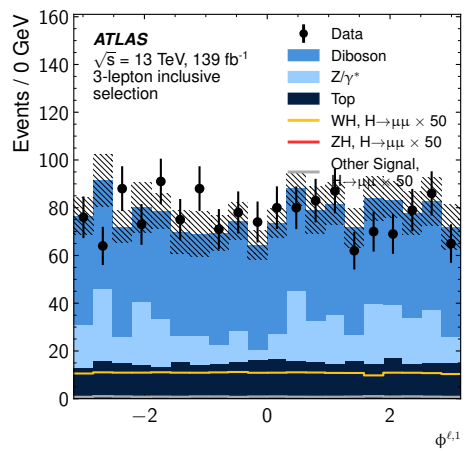 ATLAS
√s = 13 TeV, 139 fb⁻¹
3-lepton inclusive
selection
Data
Diboson
Z/γ*
Top
WH, H→μμ × 50
ZH, H→μμ × 50
Other Signal,
H→μμ × 50
Events / 0 GeV
160
140
120
100
80
60
40
20
0
−2
0
2
ϕ^ℓ,1